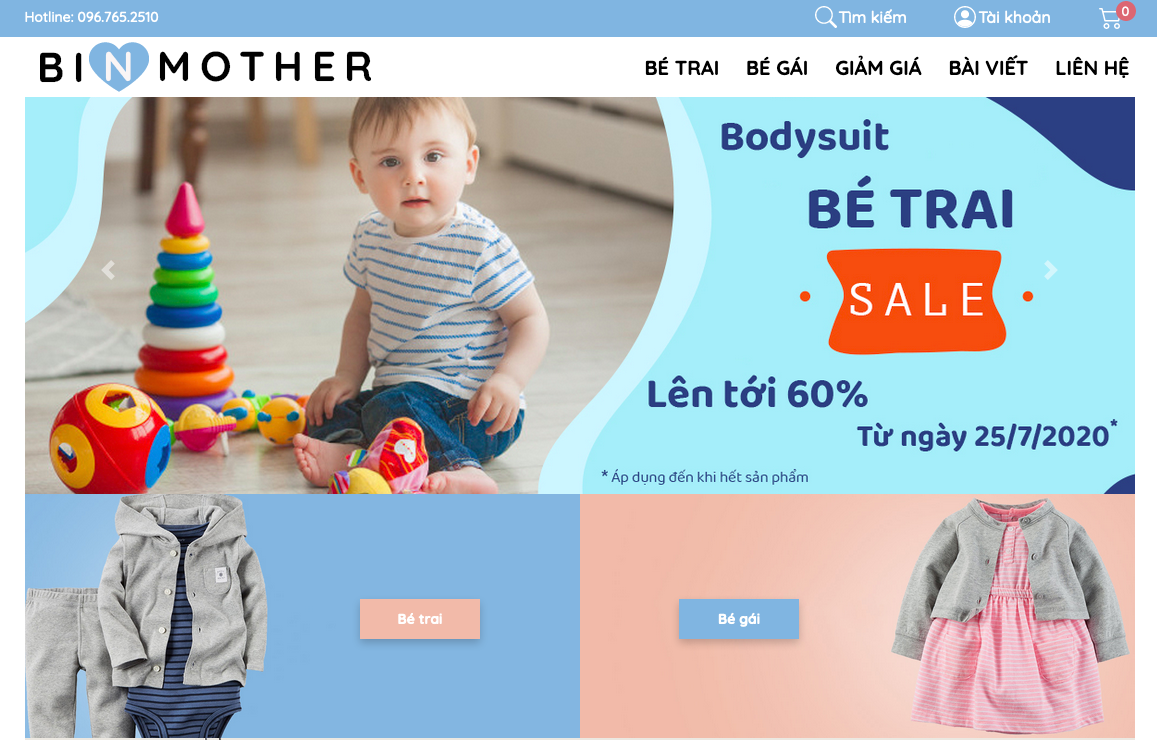 Hotline: 096.765.2510
Tìm kiếm
Tài khoản
0
BINMOTHER
BÉ TRAI
BÉ GÁI
GIẢM GIÁ
BÀI VIẾT
LIÊN HỆ
Bodysuit
BÉ TRAI
SALE
Lên tới 60%
Từ ngày 25/7/2020*
* Áp dụng đến khi hết sản phẩm
Bé trai
Bé gái